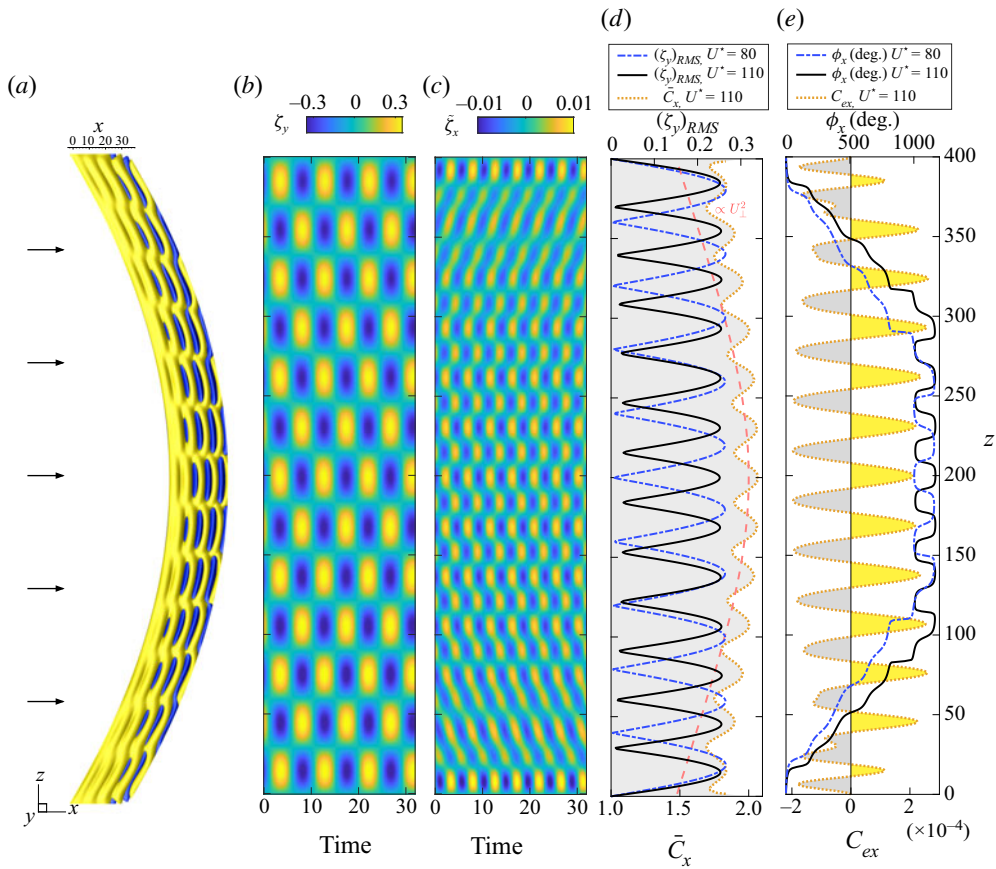 (a)
x
0 10 20 30
z
y x
(b)
−0.3 0.3
ζy
0 10 20 30
Time
(c)
−0.01 0.01
ζ̃x
0 10 20 30
Time
(d)
(ζy)RMS, U* = 80
(ζy)RMS, U* = 110
C̄x, U* = 110
(ζy)RMS
0 0.1 0.2 0.3
∝ U⊥²
1.0 1.5 2.0
C̄x
(e)
ϕx (deg.) U* = 80
ϕx (deg.) U* = 110
Cex, U* = 110
ϕx (deg.)
0 500 1000
400
350
300
250
z
200
150
100
50
0
−2 0 2
(×10−4)
Cex